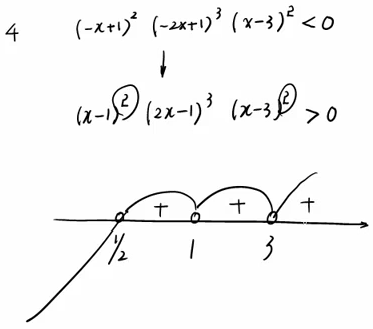 4 (-x+1)² (-2x+1)³ (x-3)² < 0
↓
(x-1)² (2x-1)³ (x-3)² > 0
+ + +
1/2 1 3